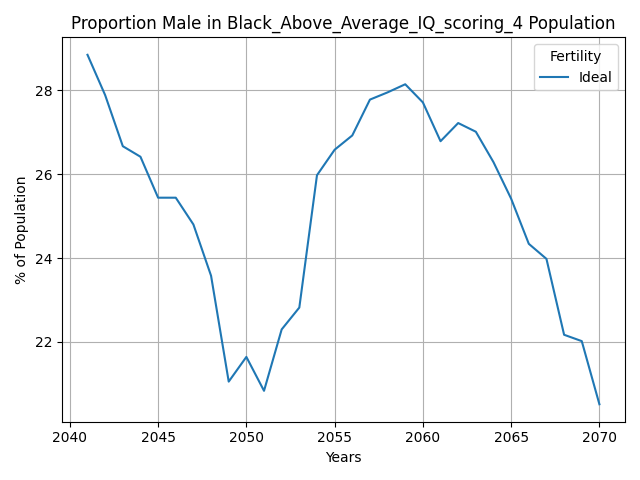 Proportion Male in Black_Above_Average_IQ_scoring_4 Population
Fertility
Ideal
28
26
24
22
% of Population
2040 2045 2050 2055 2060 2065 2070
Years